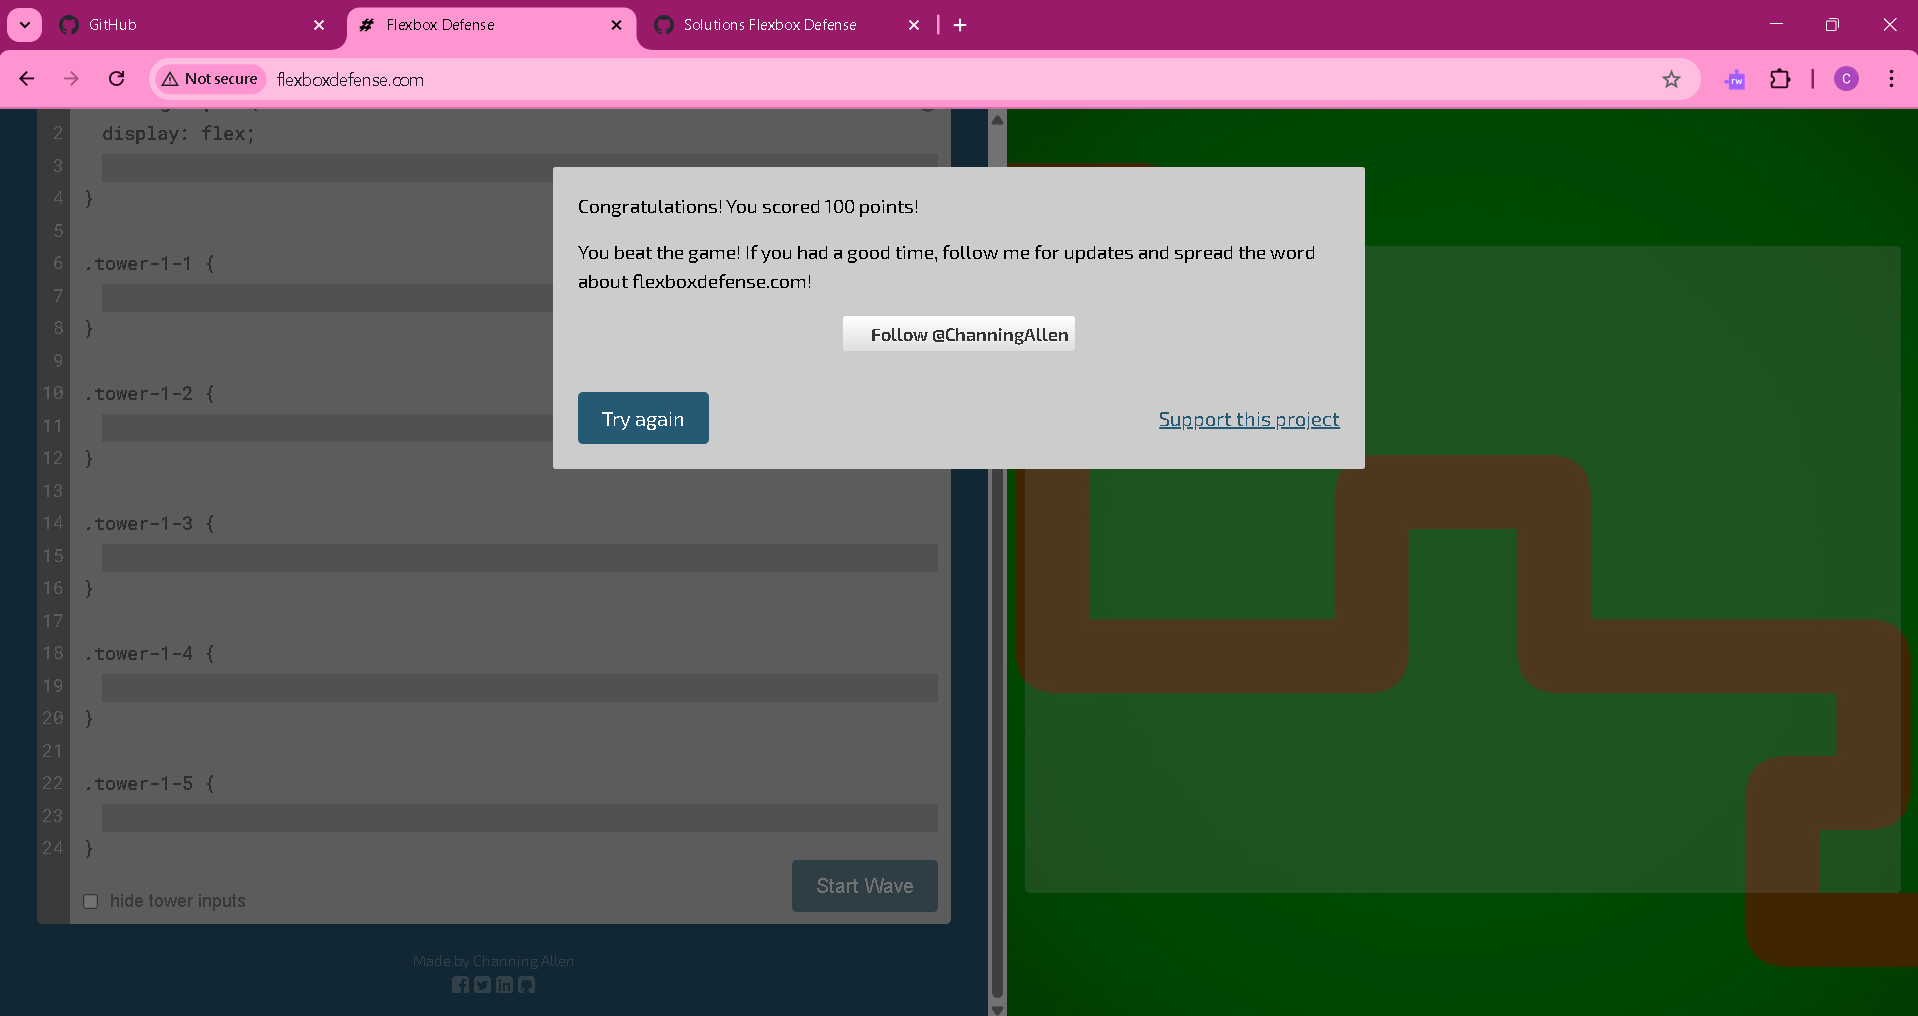 GitHub
Flexbox Defense
Solutions Flexbox Defense
Not secure
flexboxdefense.com
rw
C
2 display: flex;
3
4 }
5
6 .tower-1-1 {
7
8 }
9
10 .tower-1-2 {
11
12 }
13
14 .tower-1-3 {
15
16 }
17
18 .tower-1-4 {
19
20 }
21
22 .tower-1-5 {
23
24 }
hide tower inputs
Start Wave
Made by Channing Allen
Congratulations! You scored 100 points!
You beat the game! If you had a good time, follow me for updates and spread the word
about flexboxdefense.com!
Follow @ChanningAllen
Try again
Support this project